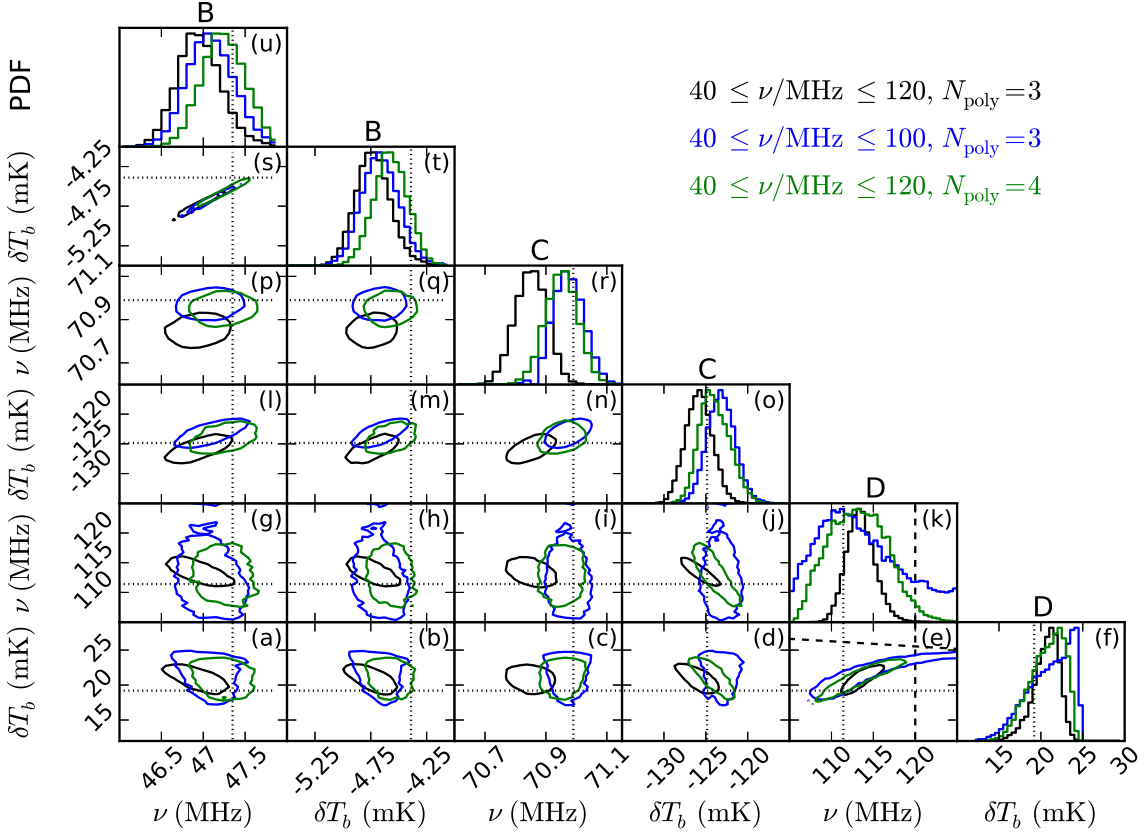 B
PDF
(u)
40 ≤ ν/MHz ≤ 120, N_poly = 3
40 ≤ ν/MHz ≤ 100, N_poly = 3
40 ≤ ν/MHz ≤ 120, N_poly = 4
B
δT_b (mK)
-4.25
-4.75
-5.25
(s)
(t)
C
ν (MHz)
71.1
70.9
70.7
(p)
(q)
(r)
C
δT_b (mK)
-120
-125
-130
(l)
(m)
(n)
(o)
D
ν (MHz)
120
115
110
(g)
(h)
(i)
(j)
(k)
D
δT_b (mK)
25
20
15
(a)
(b)
(c)
(d)
(e)
(f)
46.5 47 47.5 -5.25 -4.75 -4.25 70.7 70.9 71.1 -130 -125 -120 110 115 120 15 20 25 30
ν (MHz) δT_b (mK) ν (MHz) δT_b (mK) ν (MHz) δT_b (mK)